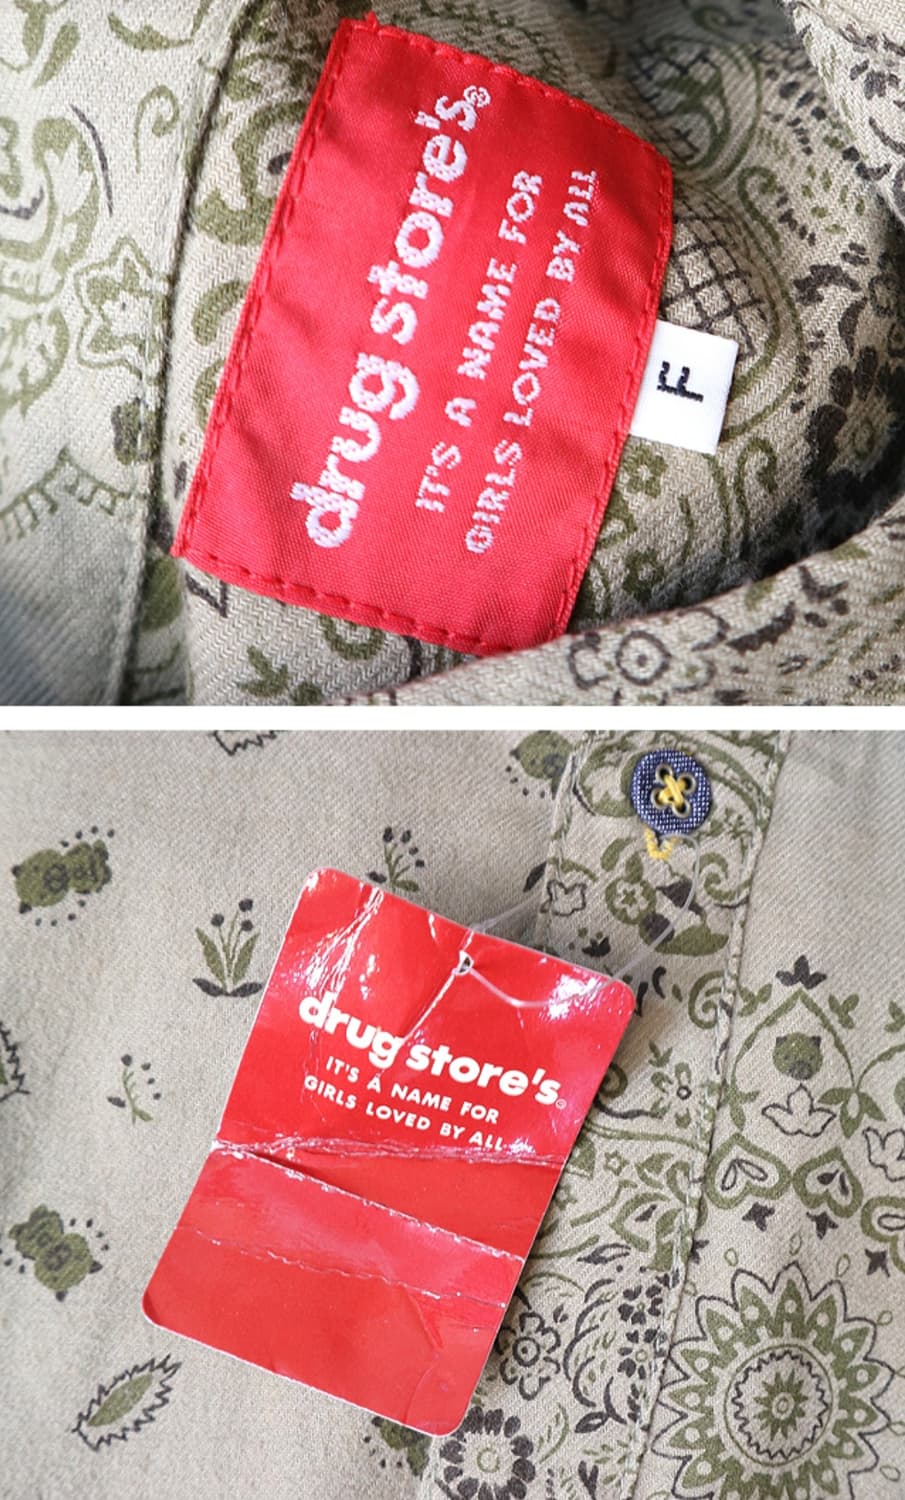 drug store's®
IT'S A NAME FOR
GIRLS LOVED BY ALL
F
drug store's®
IT'S A NAME FOR
GIRLS LOVED BY ALL